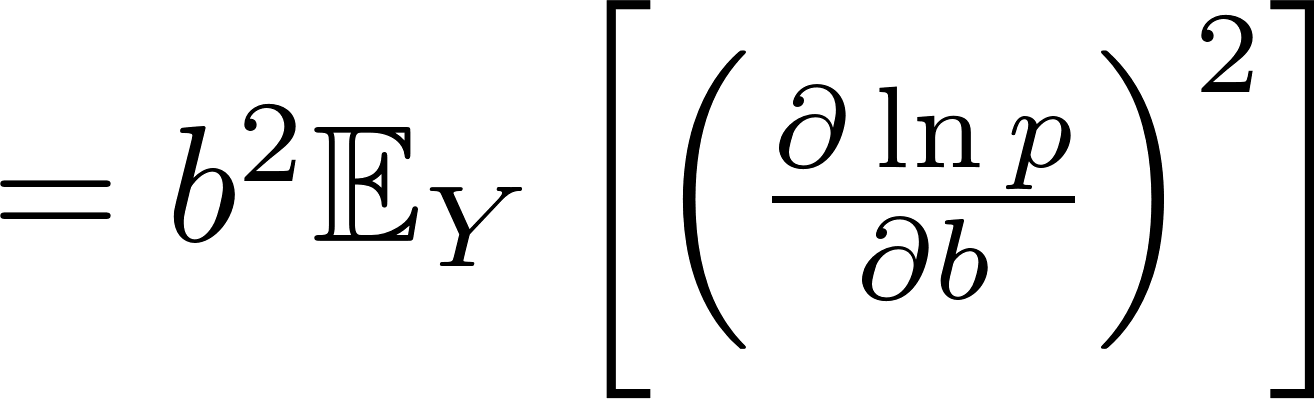 = b^2 \mathbb{E}_Y \left[ \left( \frac{\partial \ln p}{\partial b} \right)^2 \right]